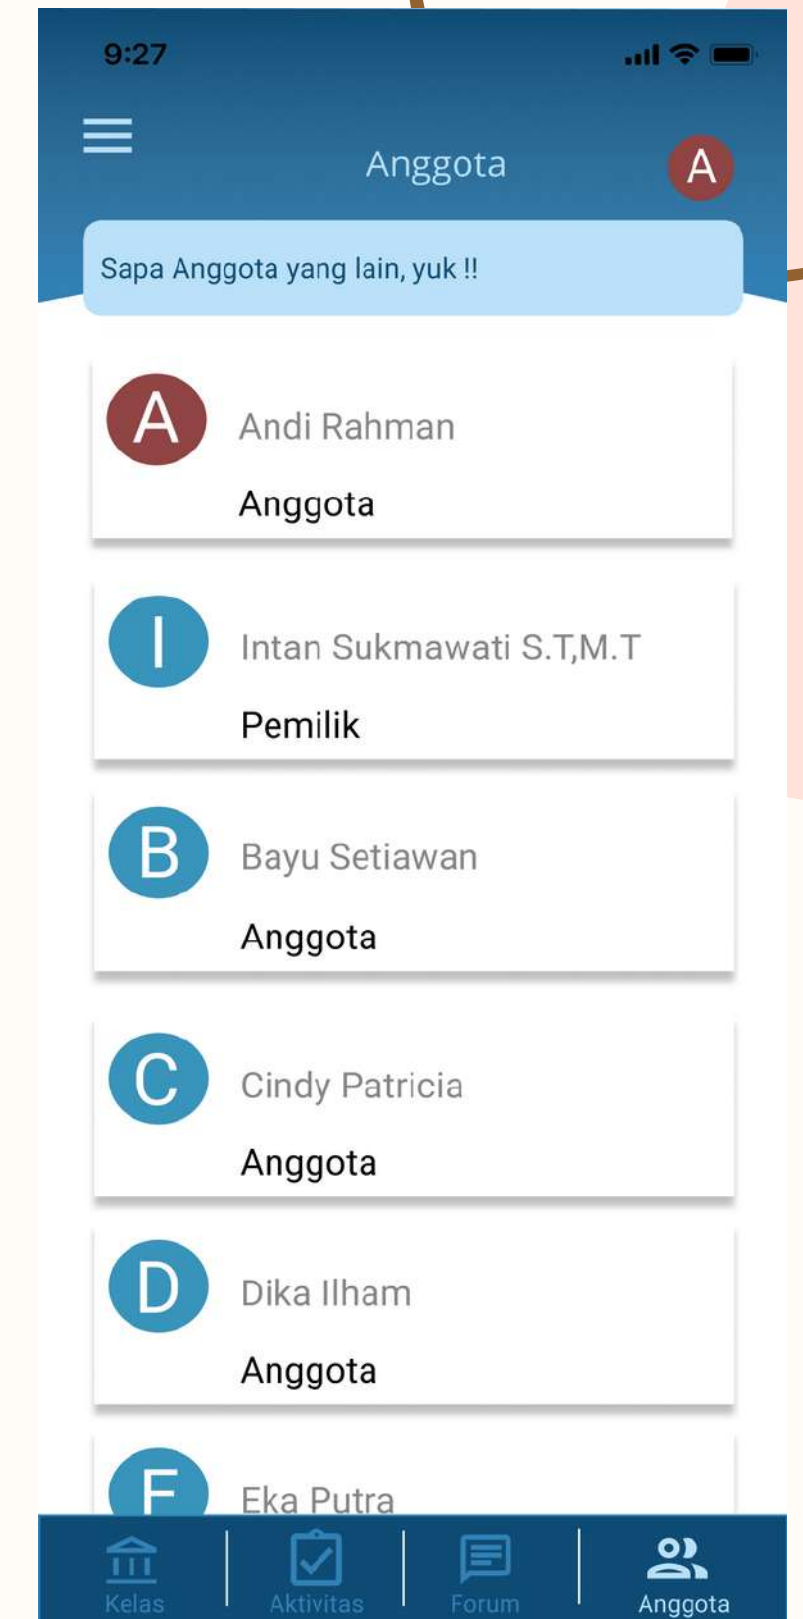 9:27
Anggota
A
Sapa Anggota yang lain, yuk !!
A
Andi Rahman
Anggota
I
Intan Sukmawati S.T,M.T
Pemilik
B
Bayu Setiawan
Anggota
C
Cindy Patricia
Anggota
D
Dika Ilham
Anggota
E
Eka Putra
Kelas
Aktivitas
Forum
Anggota